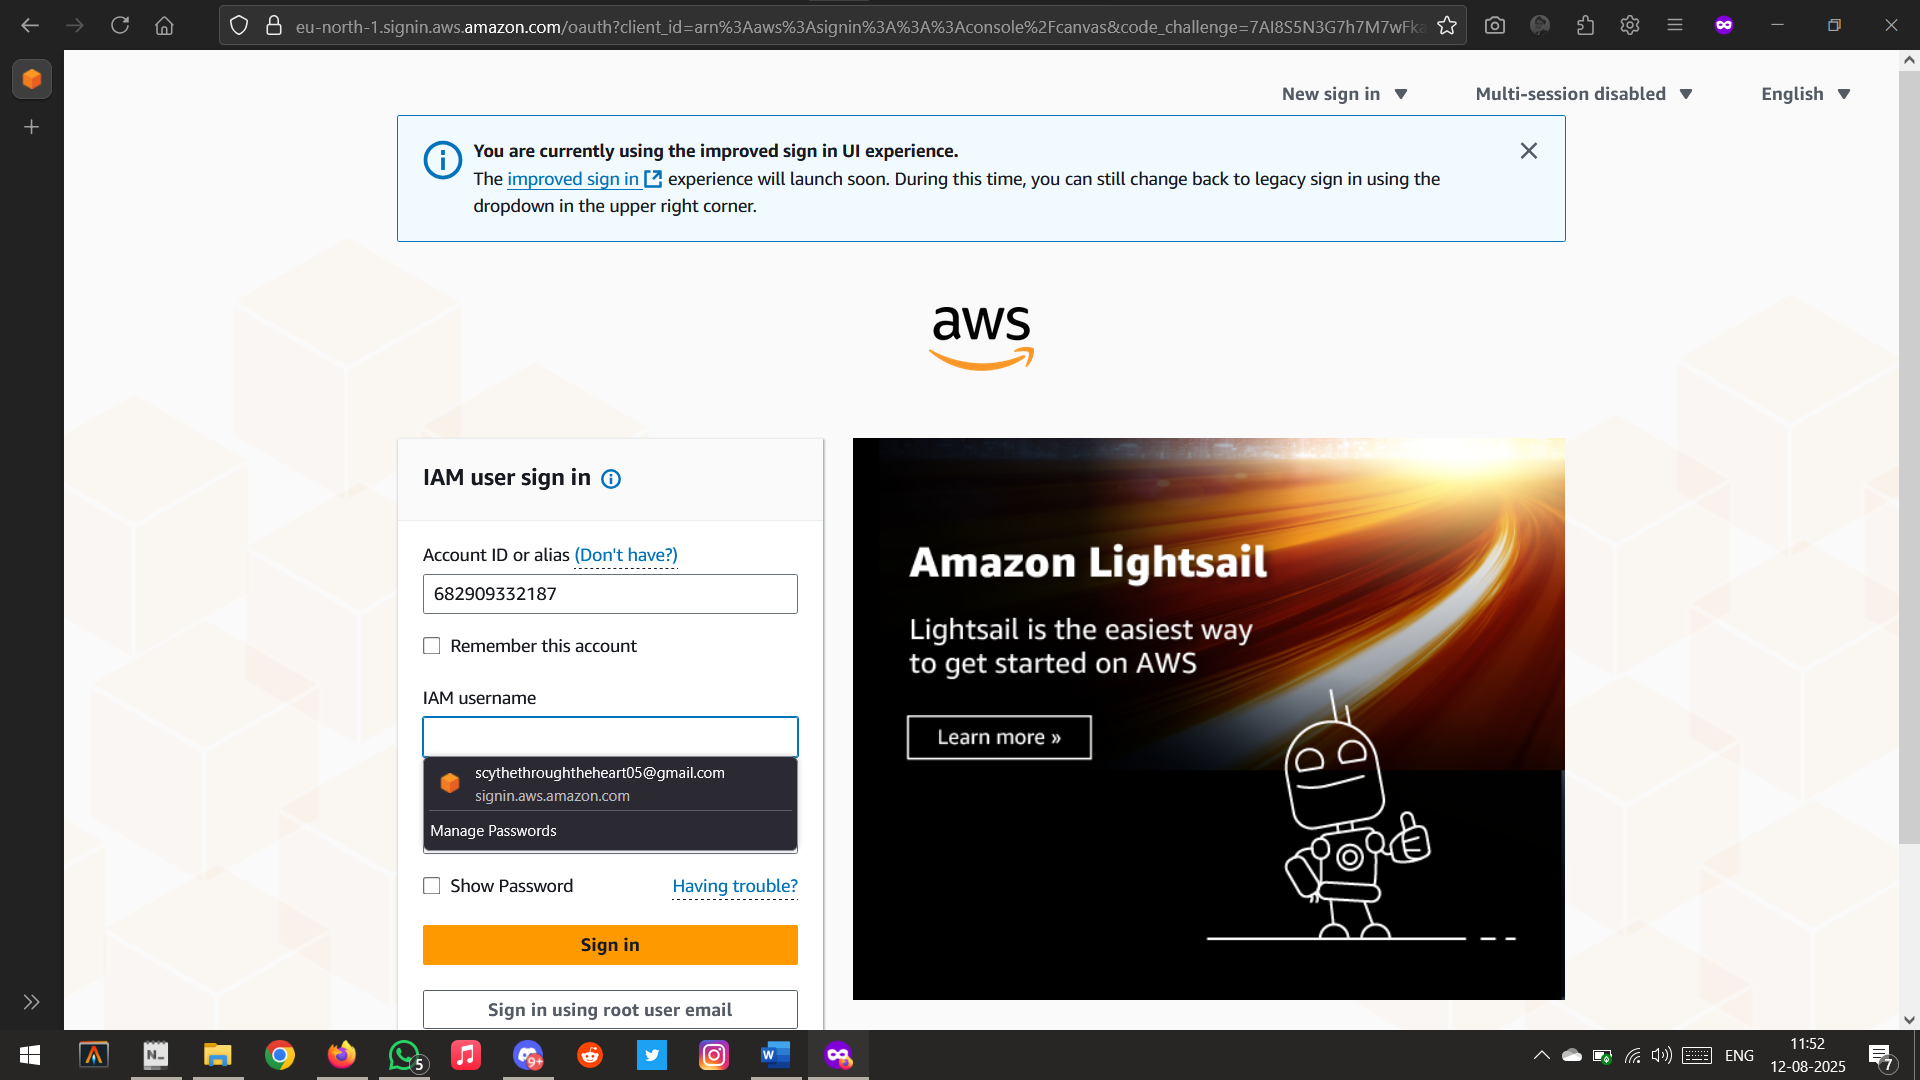 eu-north-1.signin.aws.amazon.com/oauth?client_id=arn%3Aaws%3Asignin%3A%3A%3Aconsole%2Fcanvas&code_challenge=7AI8S5N3G7h7M7wFka
New sign in
Multi-session disabled
English
You are currently using the improved sign in UI experience.
The improved sign in experience will launch soon. During this time, you can still change back to legacy sign in using the
dropdown in the upper right corner.
aws
IAM user sign in
Account ID or alias (Don't have?)
682909332187
Remember this account
IAM username
scythethroughtheheart05@gmail.com
signin.aws.amazon.com
Manage Passwords
Show Password
Having trouble?
Sign in
Sign in using root user email
Amazon Lightsail
Lightsail is the easiest way
to get started on AWS
Learn more »
N_
5
9+
W
ENG
11:52
12-08-2025
7